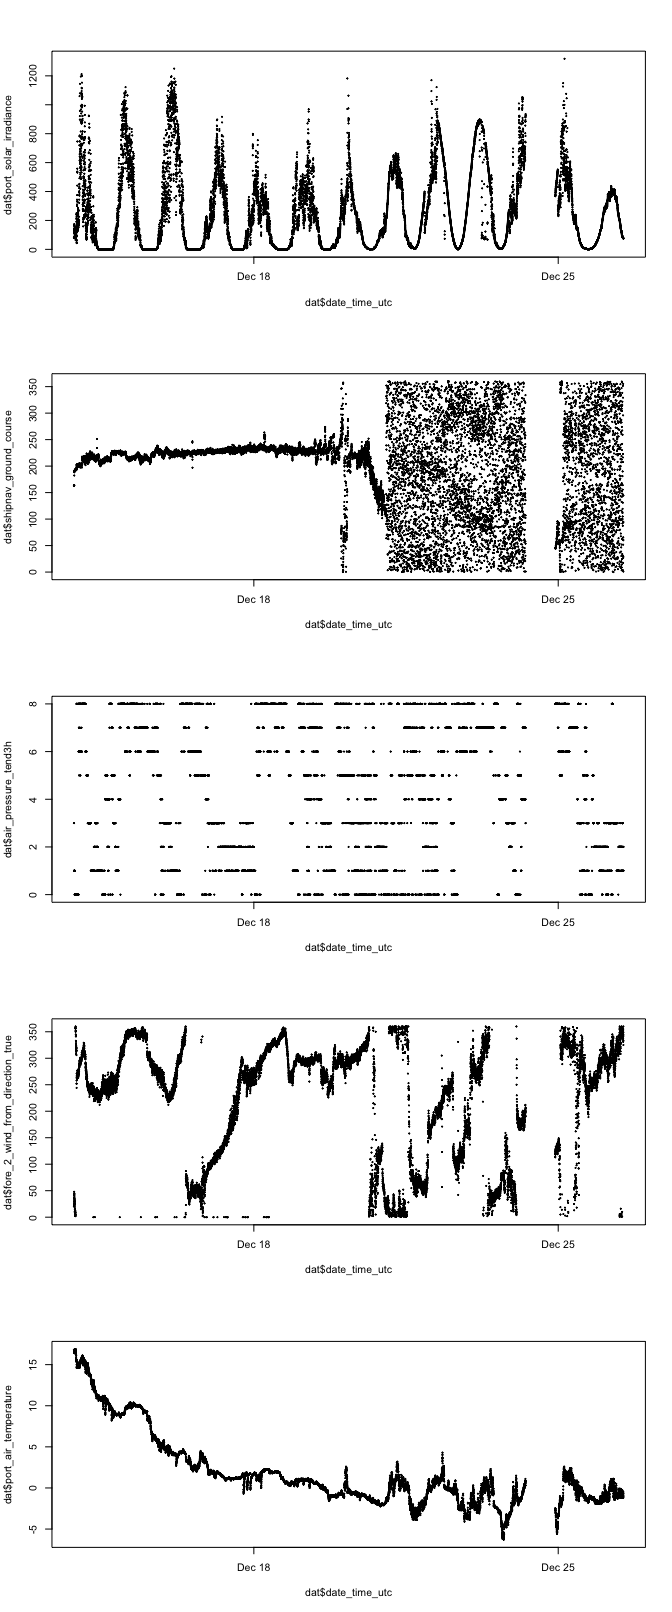 dat$port_solar_irradiance
0 200 400 600 800 1200
Dec 18 Dec 25
dat$date_time_utc
dat$shipnav_ground_course
0 50 100 150 200 250 300 350
Dec 18 Dec 25
dat$date_time_utc
dat$air_pressure_tend3h
0 2 4 6 8
Dec 18 Dec 25
dat$date_time_utc
dat$fore_2_wind_from_direction_true
0 50 100 150 200 250 300 350
Dec 18 Dec 25
dat$date_time_utc
dat$port_air_temperature
-5 0 5 10 15
Dec 18 Dec 25
dat$date_time_utc